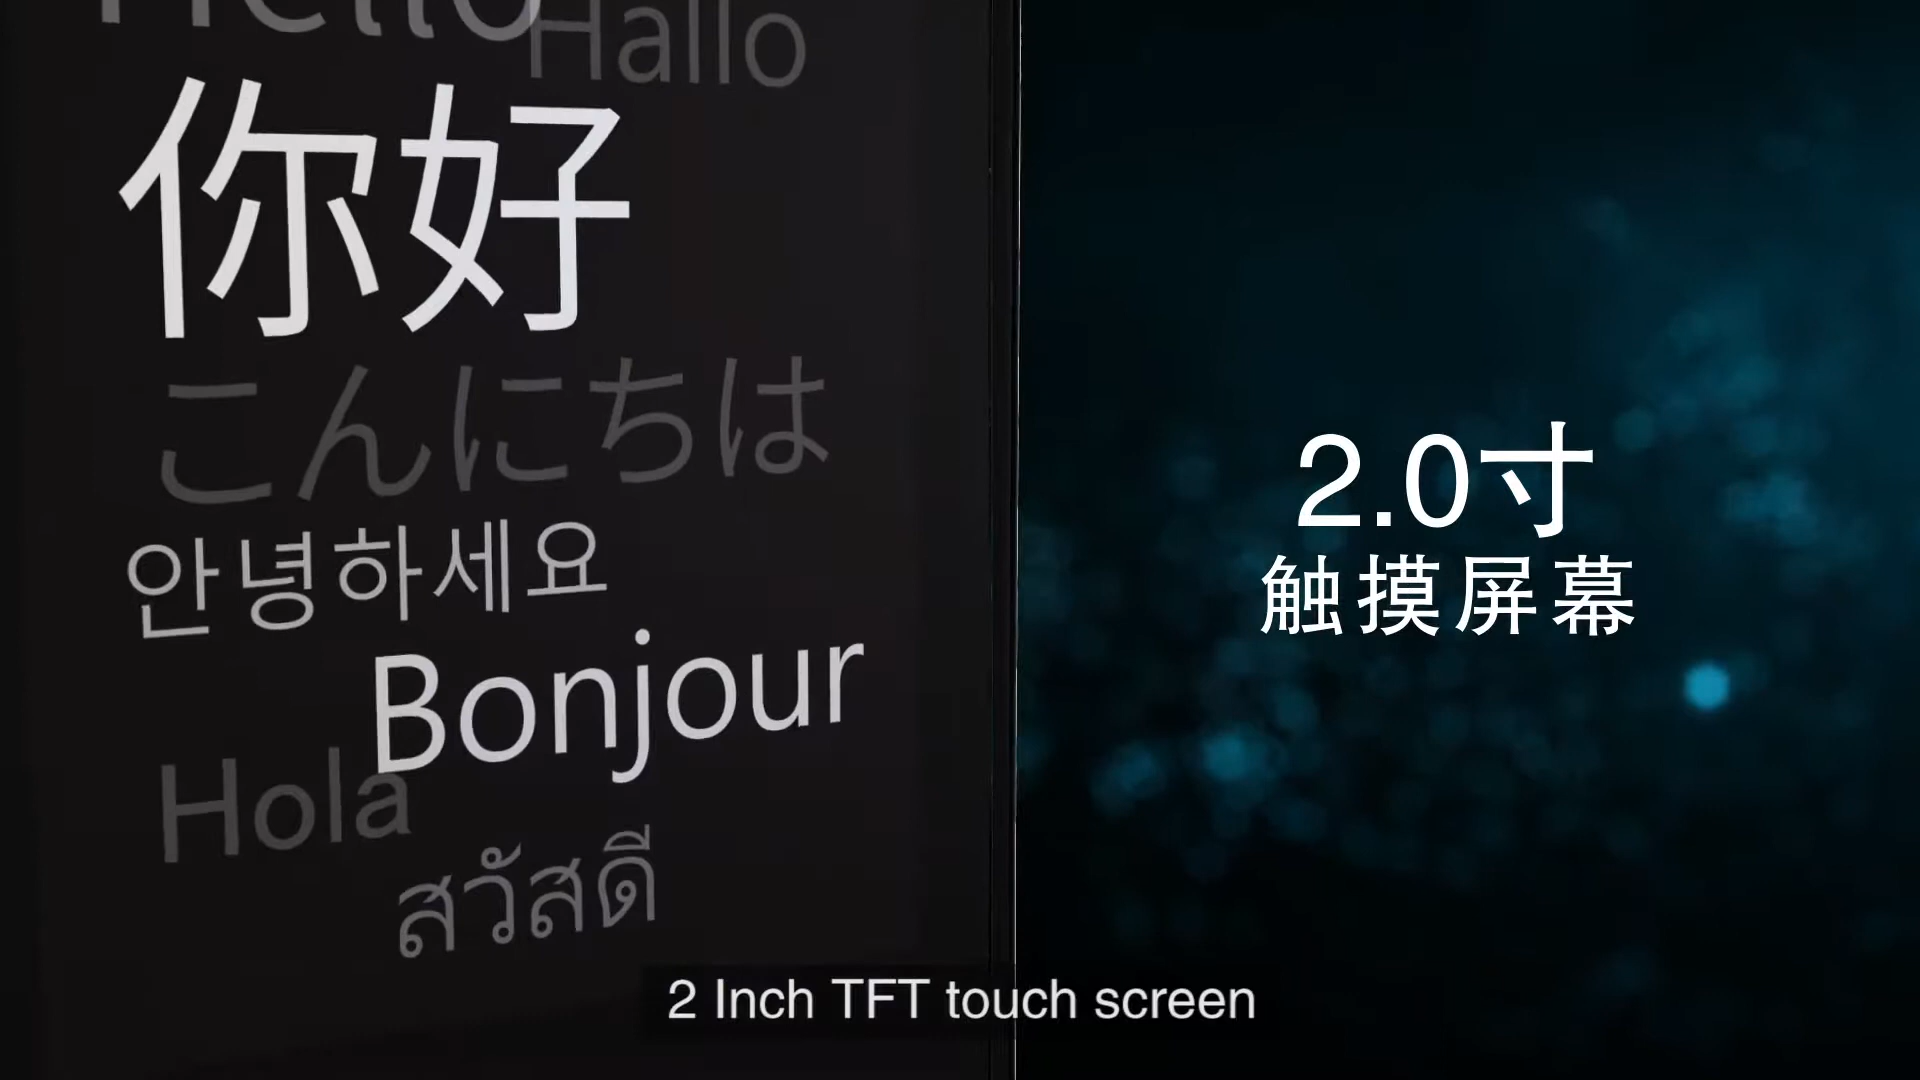 Hello
Hallo
你好
こんにちは
안녕하세요
Bonjour
Hola
สวัสดี
2.0寸
触摸屏幕
2 Inch TFT touch screen